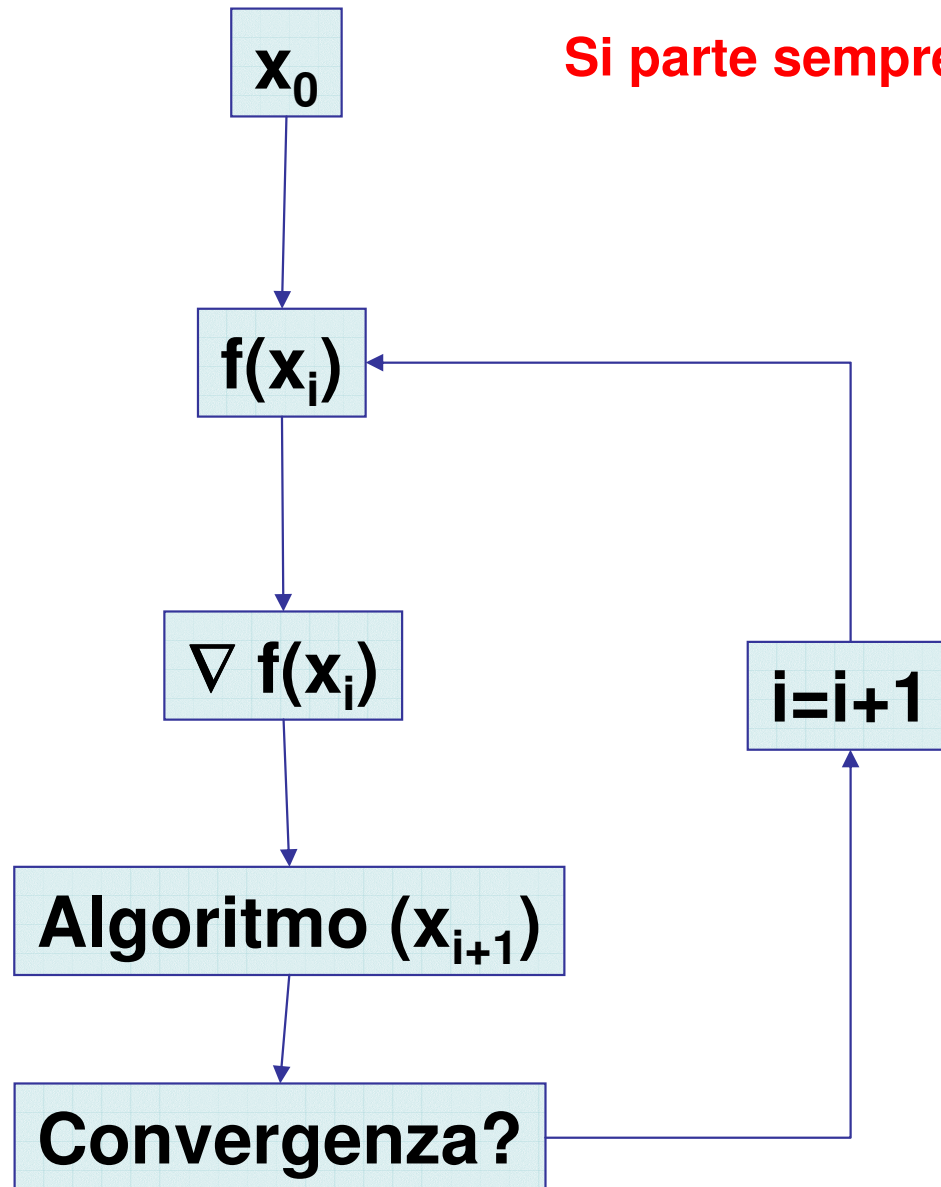 x₀
Si parte sempre
f(xᵢ)
∇ f(xᵢ)
i=i+1
Algoritmo (xᵢ₊₁)
Convergenza?